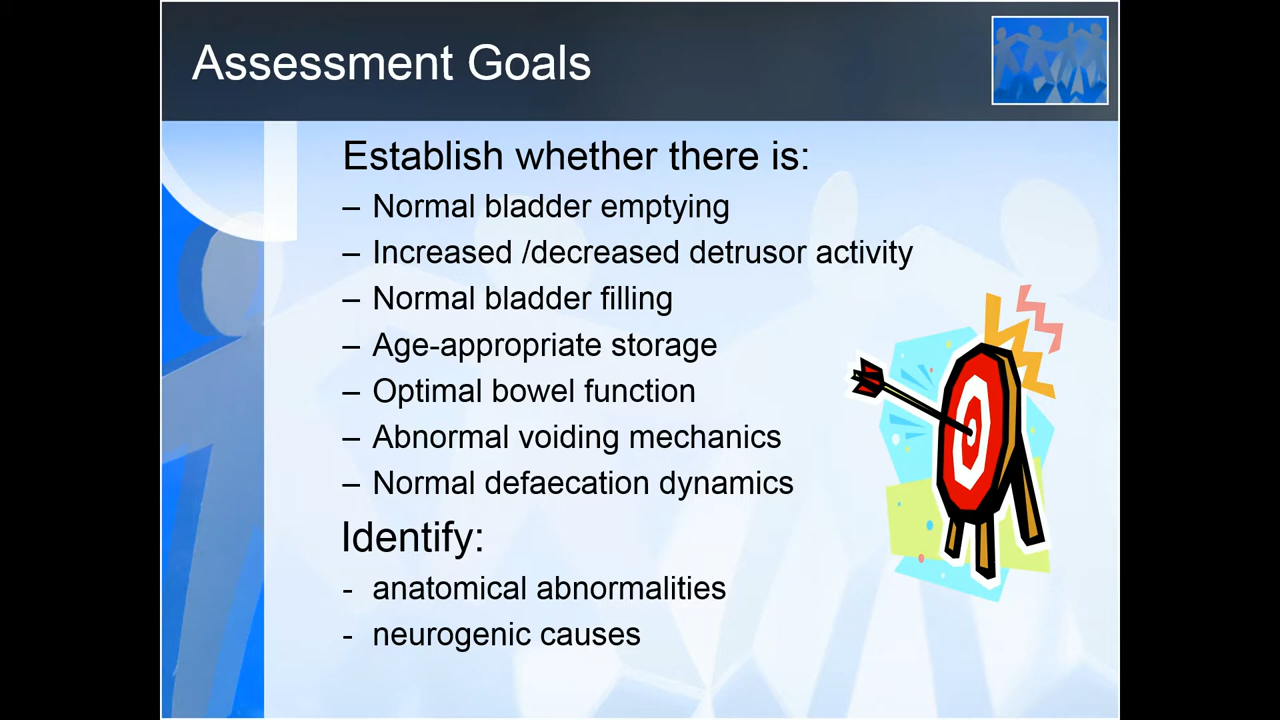 Assessment Goals
Establish whether there is:
– Normal bladder emptying
– Increased /decreased detrusor activity
– Normal bladder filling
– Age-appropriate storage
– Optimal bowel function
– Abnormal voiding mechanics
– Normal defaecation dynamics
Identify:
- anatomical abnormalities
- neurogenic causes